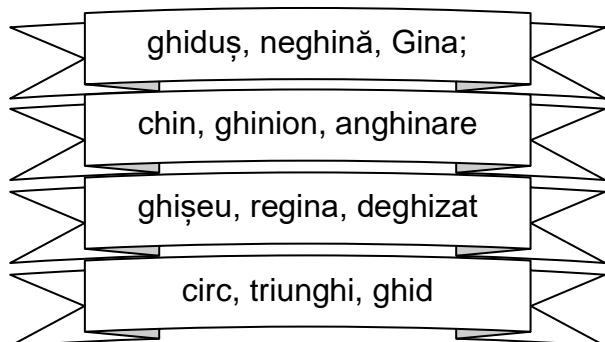 ghiduș, neghină, Gina;
chin, ghinion, anghinare
ghișeu, regina, deghizat
circ, triunghi, ghid